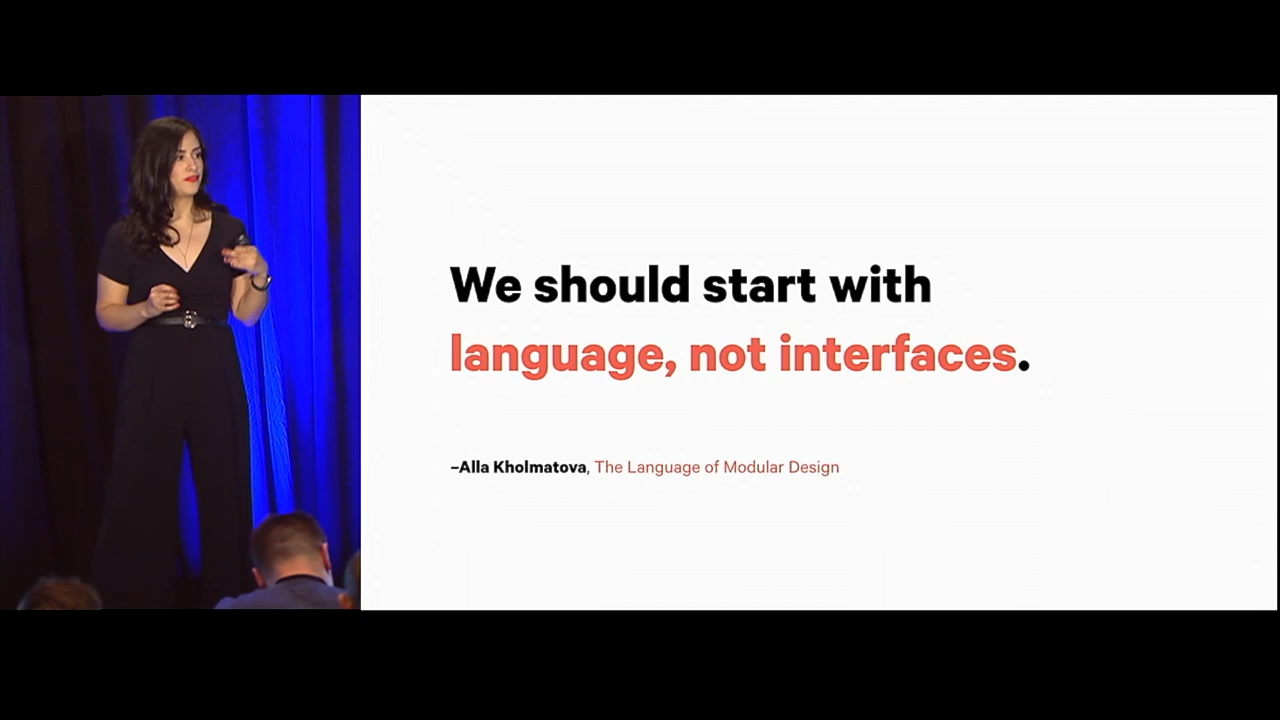 We should start with
language, not interfaces.
–Alla Kholmatova, The Language of Modular Design